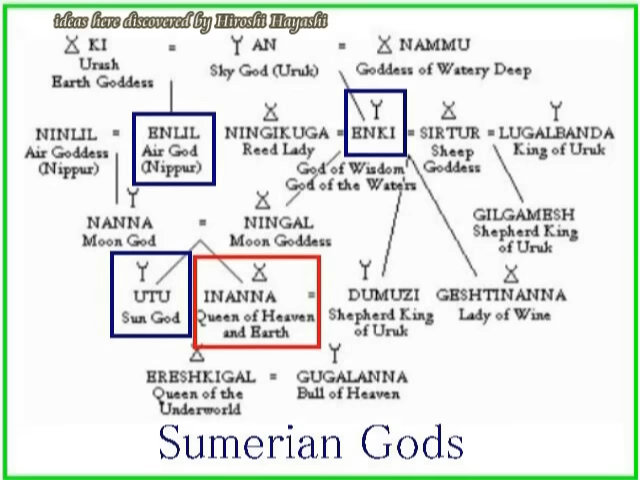 ideas here discovered by Hiroshi Hayashi
KI = AN = NAMMU
Urash Sky God (Uruk) Goddess of Watery Deep
Earth Goddess
NINLIL = ENLIL NINGIKUGA = ENKI = SIRTUR = LUGALBANDA
Air Goddess Air God Reed Lady Sheep King of Uruk
(Nippur) (Nippur) God of Wisdom Goddess
God of the Waters
NANNA = NINGAL GILGAMESH
Moon God Moon Goddess Shepherd King
of Uruk
UTU INANNA = DUMUZI GESHTINANNA
Sun God Queen of Heaven Shepherd King Lady of Wine
and Earth of Uruk
ERESHKIGAL = GUGALANNA
Queen of the Bull of Heaven
Underworld
Sumerian Gods